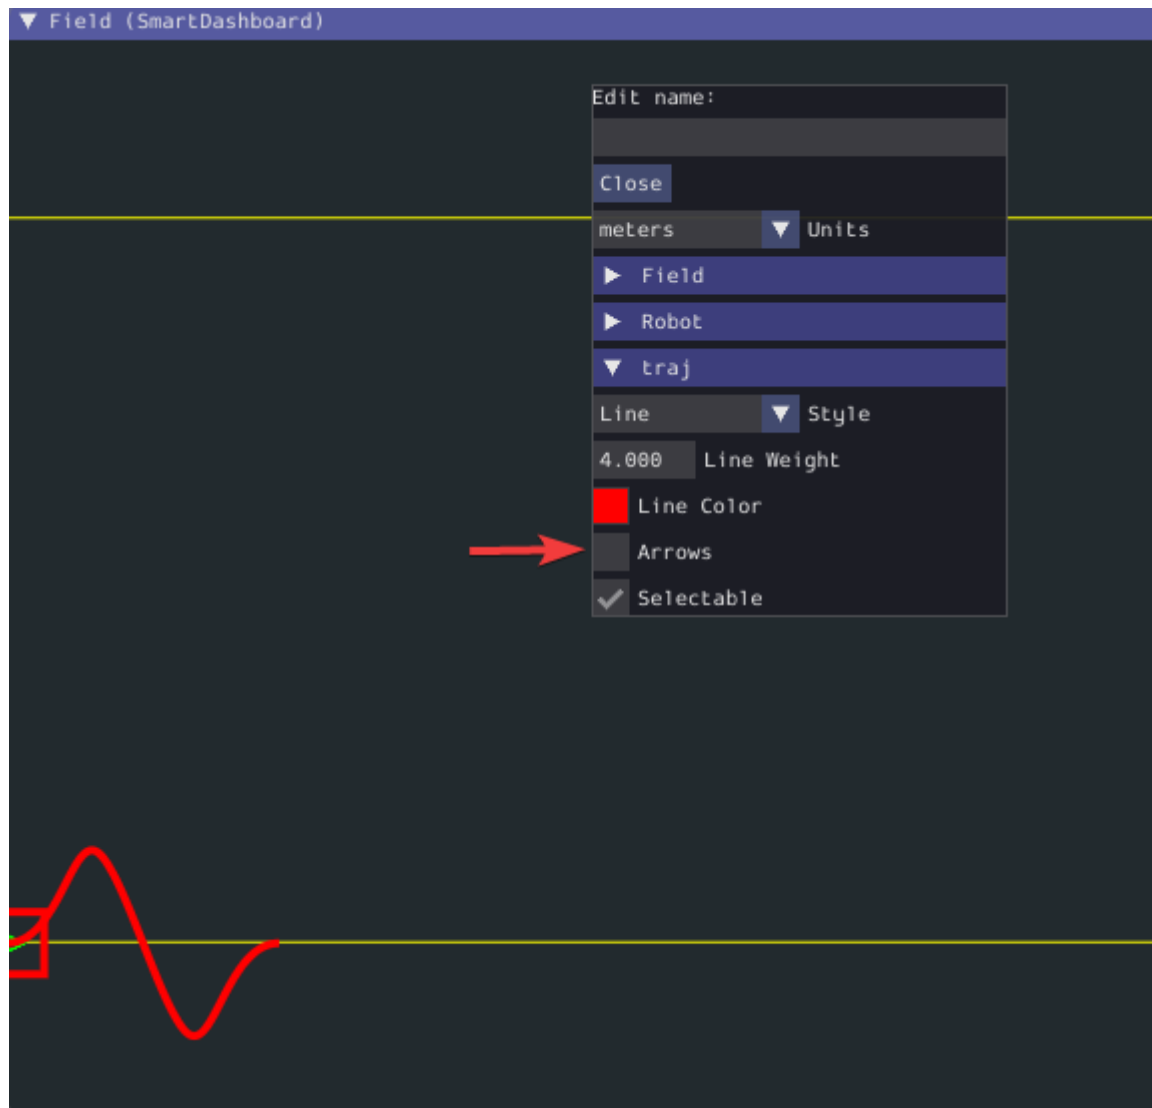 Field (SmartDashboard)
Edit name:
Close
meters Units
Field
Robot
traj
Line Style
4.000 Line Weight
Line Color
Arrows
Selectable